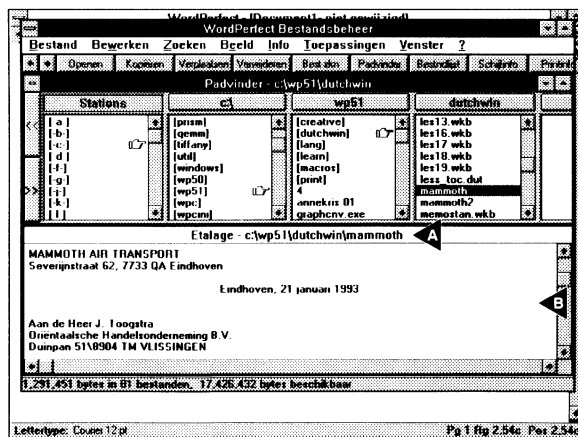 WordPerfect - [Document1 - niet gewijzigd]
WordPerfect Bestandsbeheer
Bestand Bewerken Zoeken Beeld Info Toepassingen Venster ?
Openen Kopiëren Verplaatsen Verwijderen Best.zkn Padvinder Bestndlijst Schijfinfo Printinfo
Padvinder - c:\wp51\dutchwin
Stations c:\ wp51 dutchwin
<< [-a-] [prism] [creative] les13.wkb
[-b-] [qemm] [dutchwin] les16.wkb
[-c-] [tiffany] [lang] les17.wkb
[-d-] [util] [learn] les18.wkb
[-f-] [windows] [macros] les19.wkb
[-g-] [wp50] [print] less_toc.dut
>> [-j-] [wp51] 4 mammoth
[-k-] [wpc] annekris.01 mammoth2
[-l-] [wpcini] graphcnv.exe memostan.wkb
Etalage - c:\wp51\dutchwin\mammoth A
MAMMOTH AIR TRANSPORT
Severijnstraat 62, 7733 QA Eindhoven
Eindhoven, 21 januari 1993
B
Aan de Heer J. Toogstra
Oriëntaalsche Handelsonderneming B.V.
Duinpan 51\8904 TM VLISSINGEN
1,291,451 bytes in 81 bestanden, 17,426,432 bytes beschikbaar
Lettertype: Courier 12 pt Pg 1 Rg 2.54c Pos 2.54c